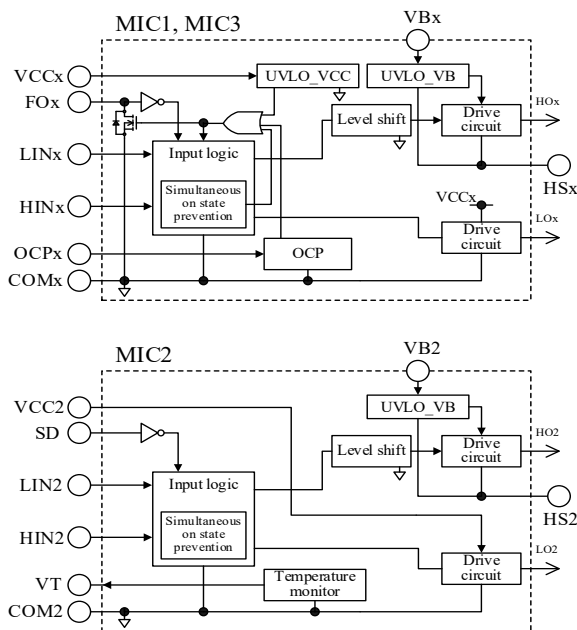 MIC1, MIC3
VBx
VCCx
UVLO_VCC
UVLO_VB
FOx
HOx
Level shift
Drive
circuit
LINx
Input logic
HSx
Simultaneous
on state
prevention
HINx
VCCx
LOx
Drive
circuit
OCPx
OCP
COMx
MIC2
VB2
VCC2
UVLO_VB
SD
HO2
Level shift
Drive
circuit
LIN2
Input logic
HS2
Simultaneous
on state
prevention
HIN2
LO2
Drive
circuit
VT
Temperature
monitor
COM2